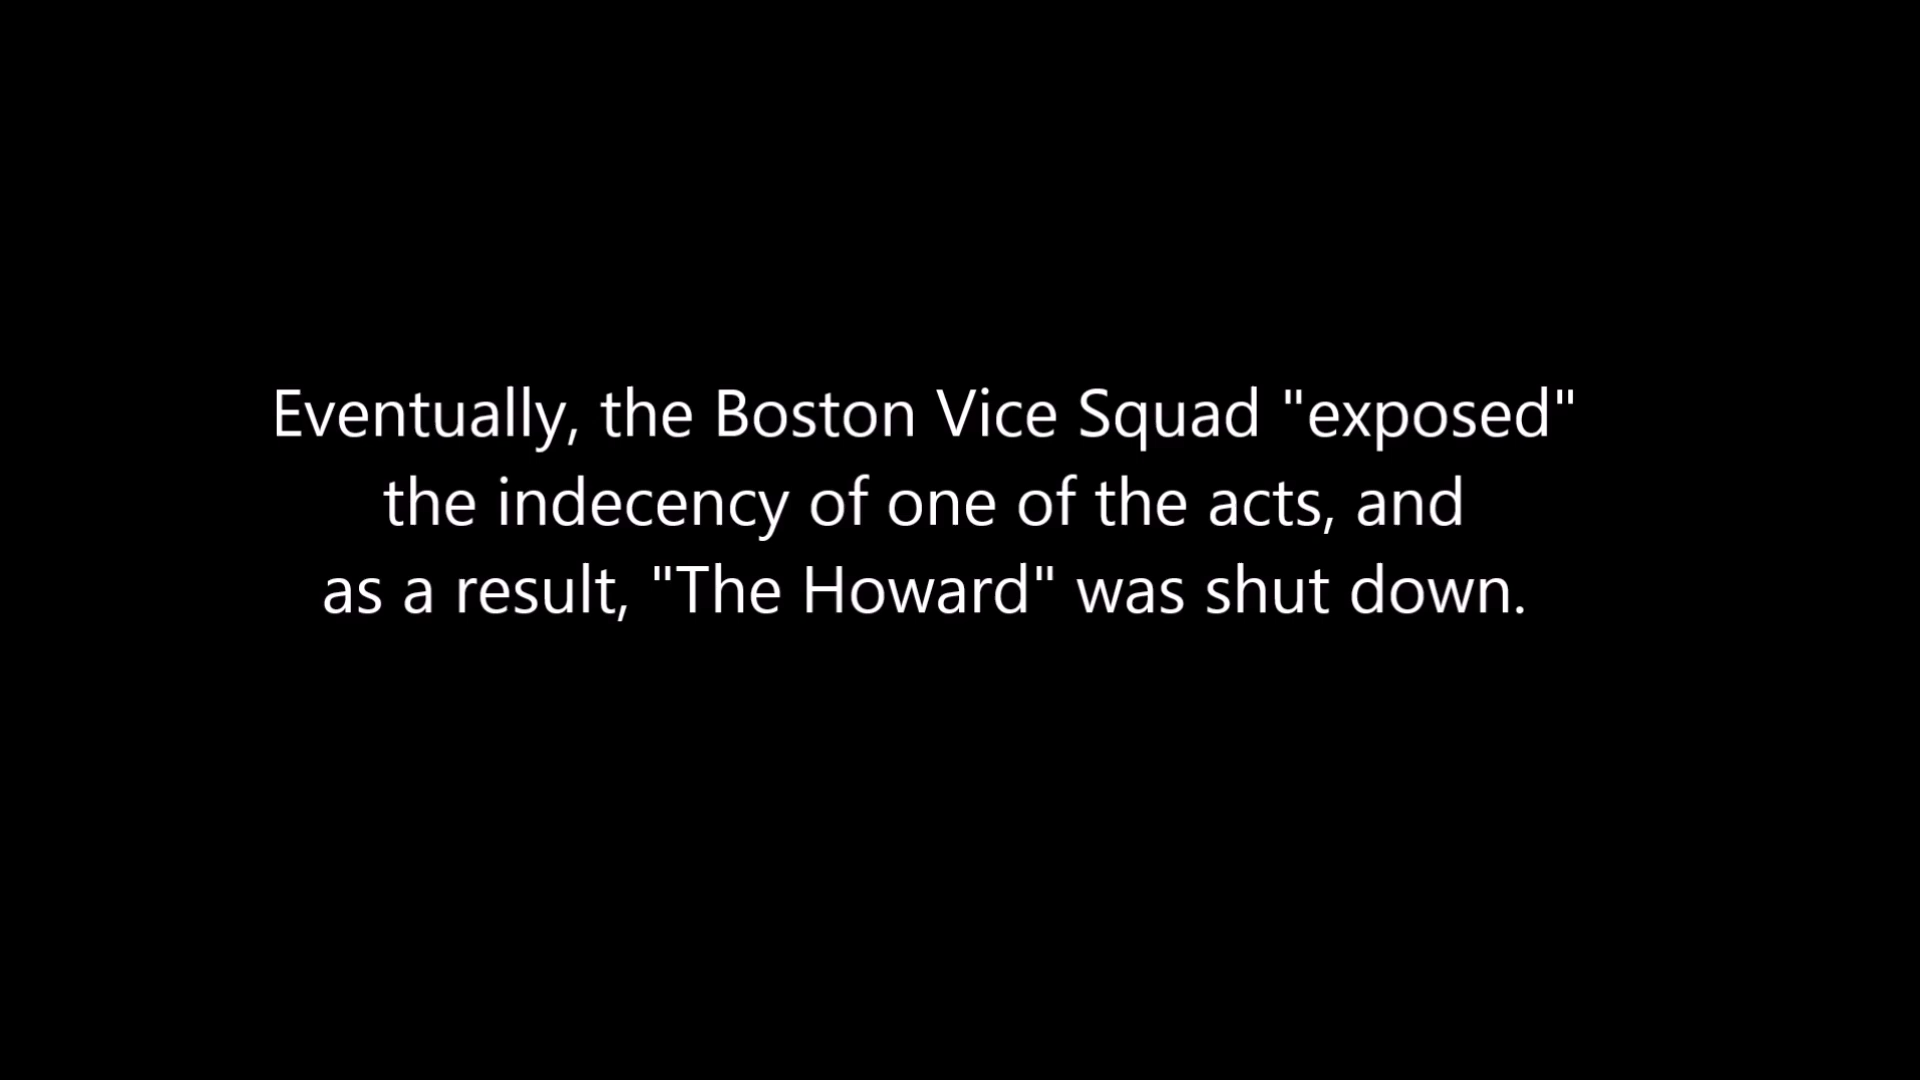 Eventually, the Boston Vice Squad "exposed"
the indecency of one of the acts, and
as a result, "The Howard" was shut down.